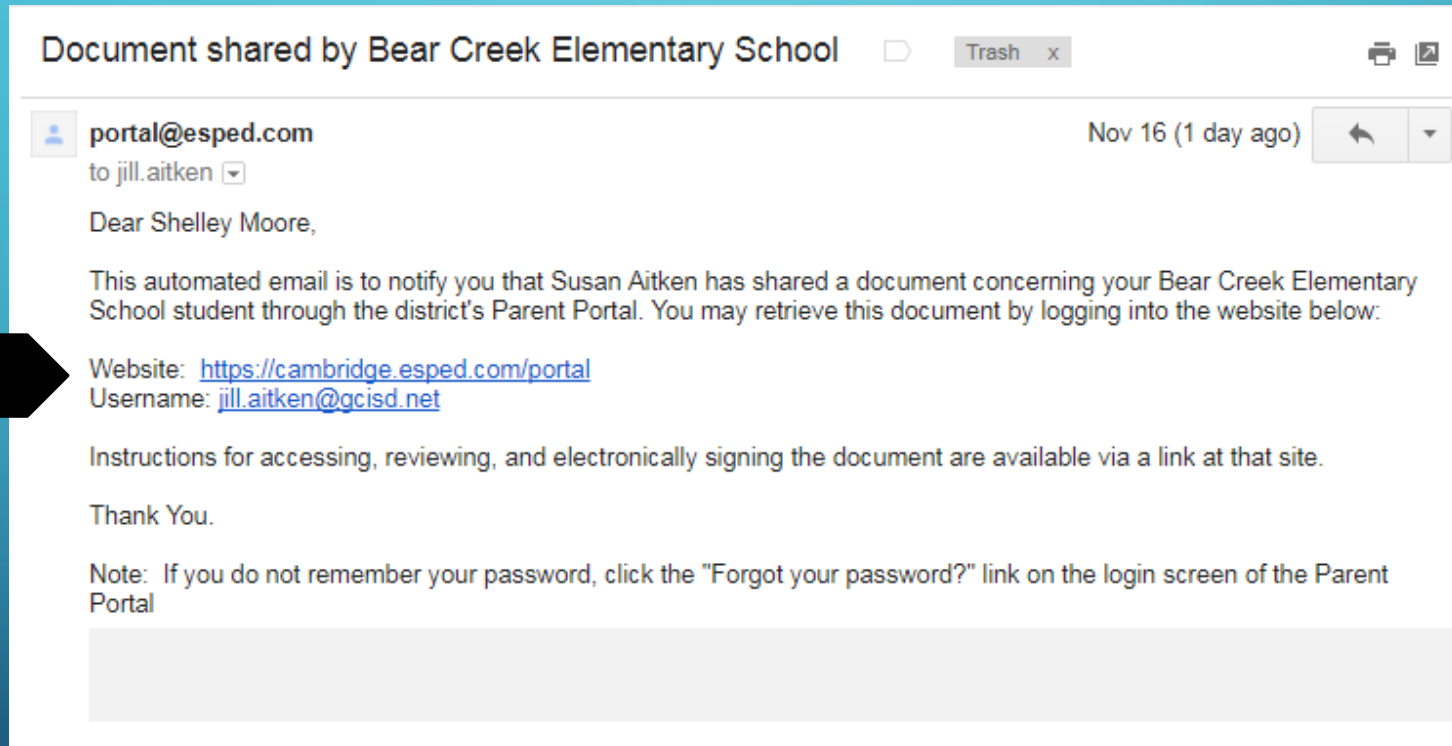 Document shared by Bear Creek Elementary School
Trash x
portal@esped.com
Nov 16 (1 day ago)
to jill.aitken
Dear Shelley Moore,
This automated email is to notify you that Susan Aitken has shared a document concerning your Bear Creek Elementary
School student through the district's Parent Portal. You may retrieve this document by logging into the website below:
Website: https://cambridge.esped.com/portal
Username: jill.aitken@gcisd.net
Instructions for accessing, reviewing, and electronically signing the document are available via a link at that site.
Thank You.
Note: If you do not remember your password, click the "Forgot your password?" link on the login screen of the Parent
Portal